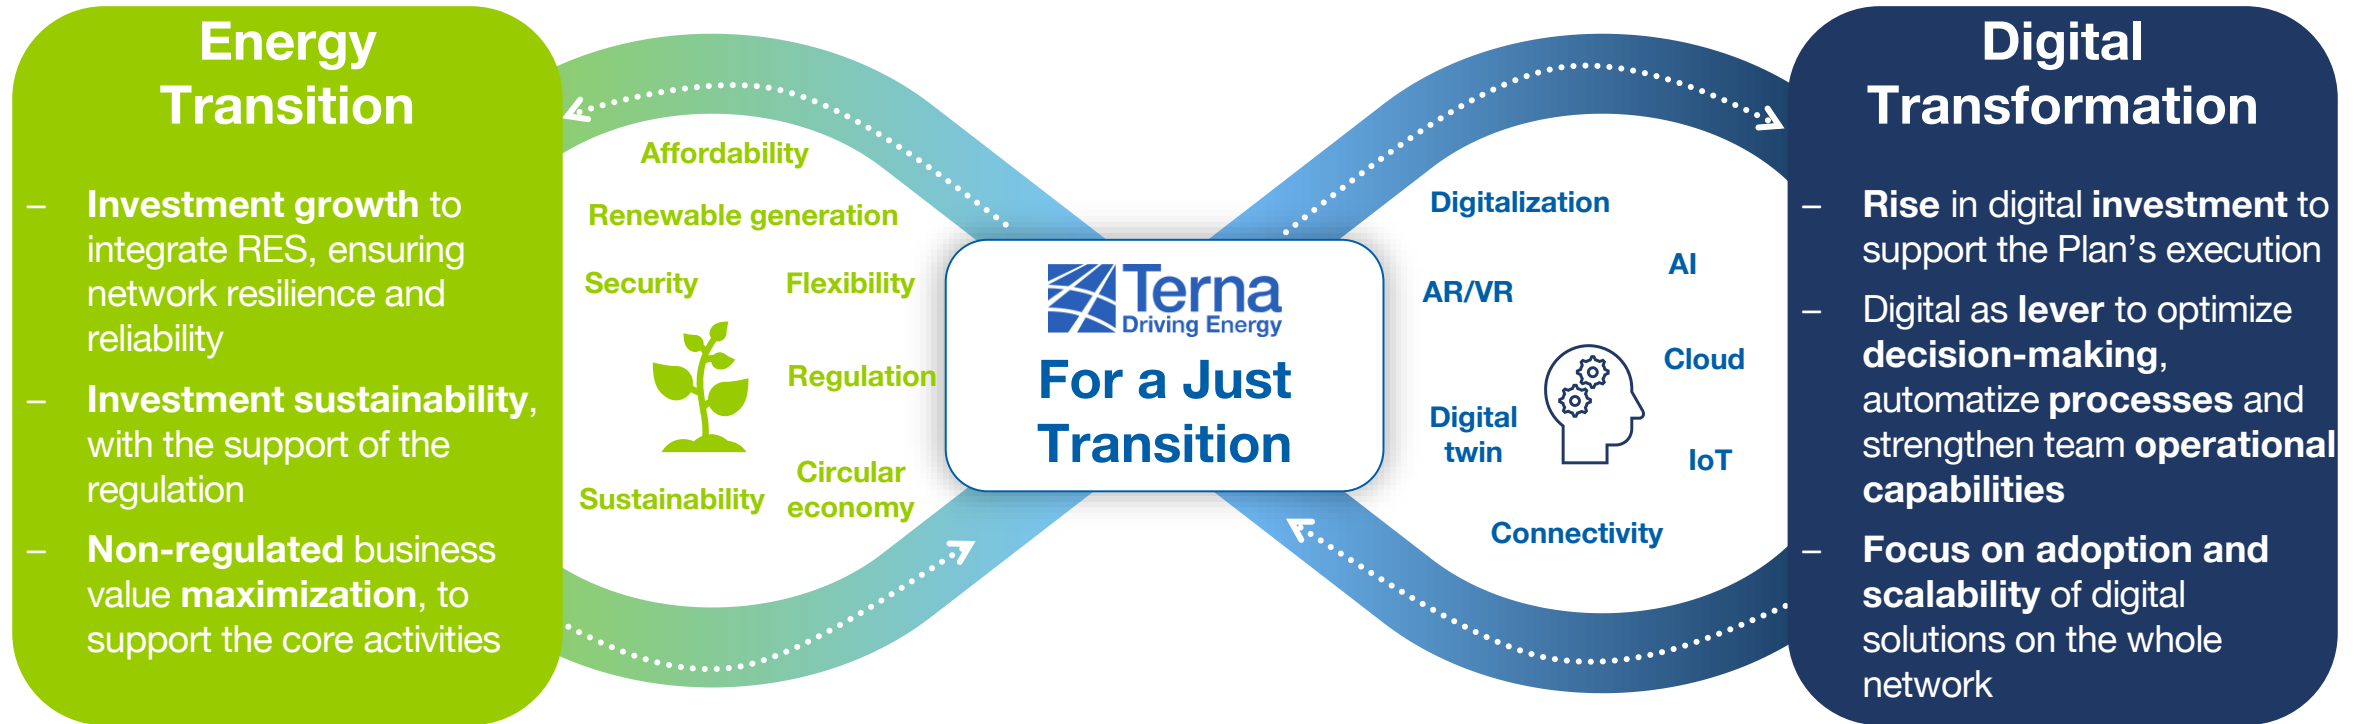 Energy
Transition
– Investment growth to
integrate RES, ensuring
network resilience and
reliability
– Investment sustainability,
with the support of the
regulation
– Non-regulated business
value maximization, to
support the core activities
Affordability
Renewable generation
Security
Flexibility
Regulation
Circular
economy
Sustainability
Terna
Driving Energy
For a Just
Transition
Digitalization
AI
AR/VR
Cloud
Digital
twin
IoT
Connectivity
Digital
Transformation
– Rise in digital investment to
support the Plan’s execution
– Digital as lever to optimize
decision-making,
automatize processes and
strengthen team operational
capabilities
– Focus on adoption and
scalability of digital
solutions on the whole
network